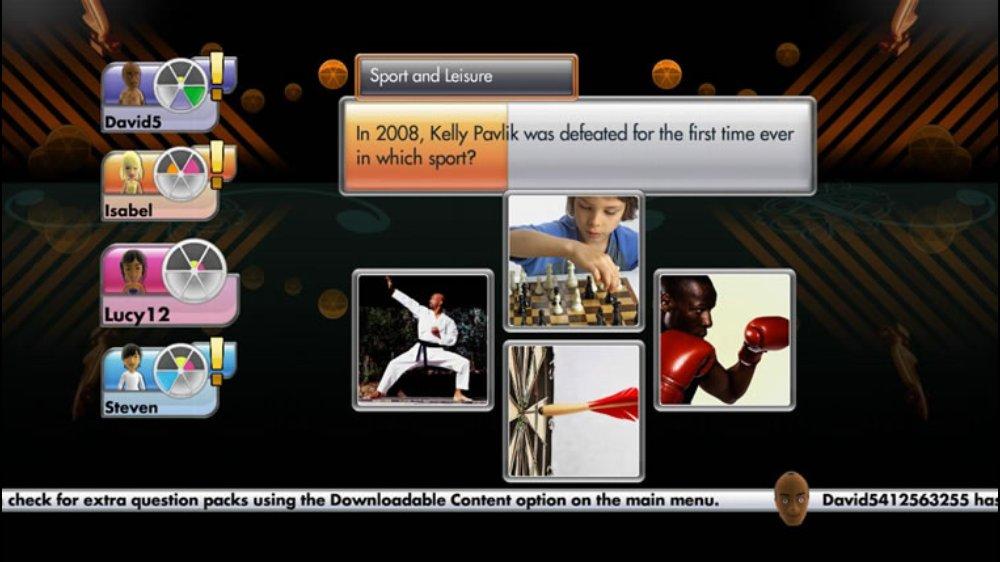 Sport and Leisure
In 2008, Kelly Pavlik was defeated for the first time ever
in which sport?
David5
Isabel
Lucy12
Steven
check for extra question packs using the Downloadable Content option on the main menu.
David5412563255 has